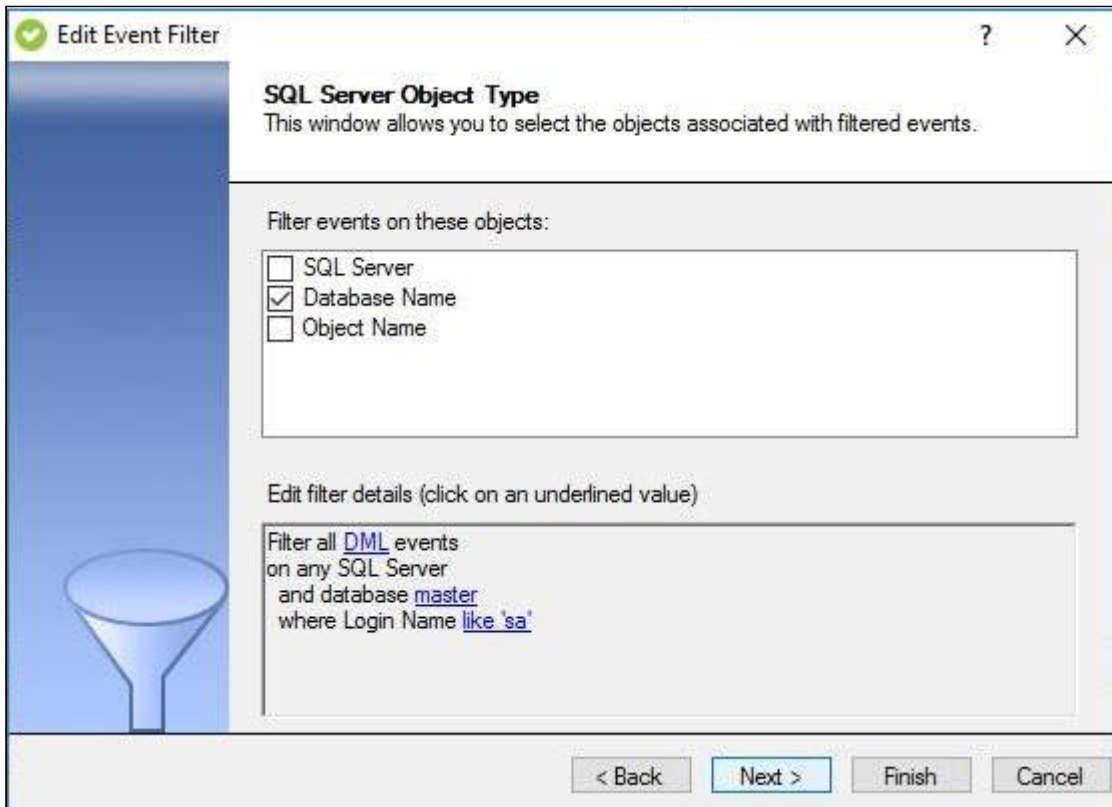 Edit Event Filter
?
SQL Server Object Type
This window allows you to select the objects associated with filtered events.
Filter events on these objects:
SQL Server
Database Name
Object Name
Edit filter details (click on an underlined value)
Filter all DML events
on any SQL Server
and database master
where Login Name like 'sa'
< Back Next > Finish Cancel